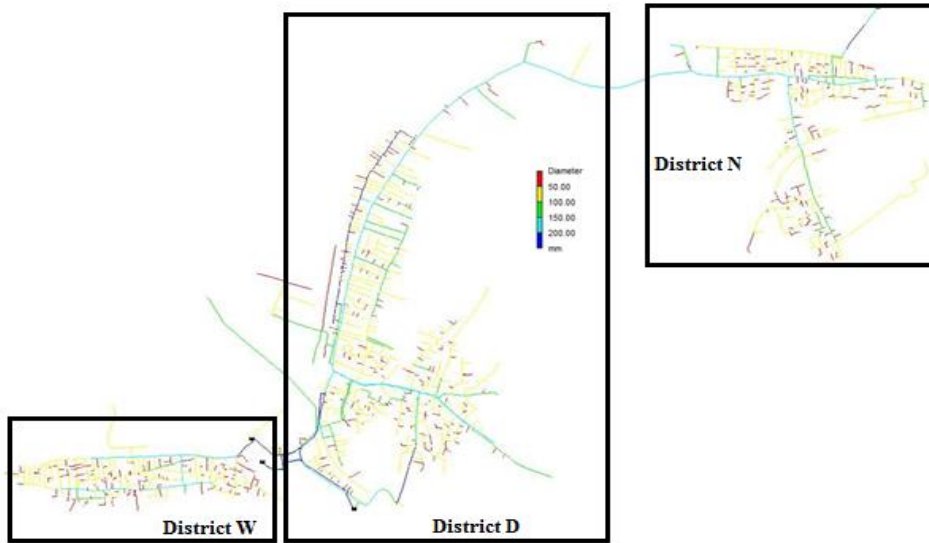 District N
Diameter
50.00
100.00
150.00
200.00
mm
District W
District D